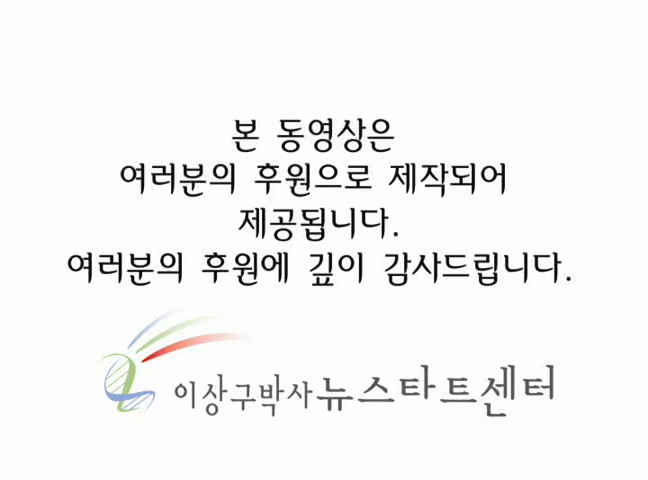 본 동영상은
여러분의 후원으로 제작되어
제공됩니다.
여러분의 후원에 깊이 감사드립니다.
이상구박사뉴스타트센터